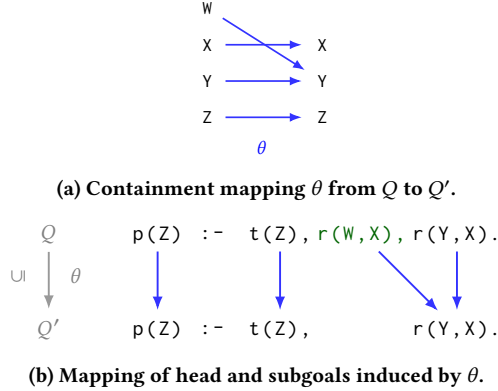 W
X X
Y Y
Z Z
θ
(a) Containment mapping θ from Q to Q′.
Q p(Z) :- t(Z), r(W,X), r(Y,X).
⊆ θ
Q′ p(Z) :- t(Z), r(Y,X).
(b) Mapping of head and subgoals induced by θ.